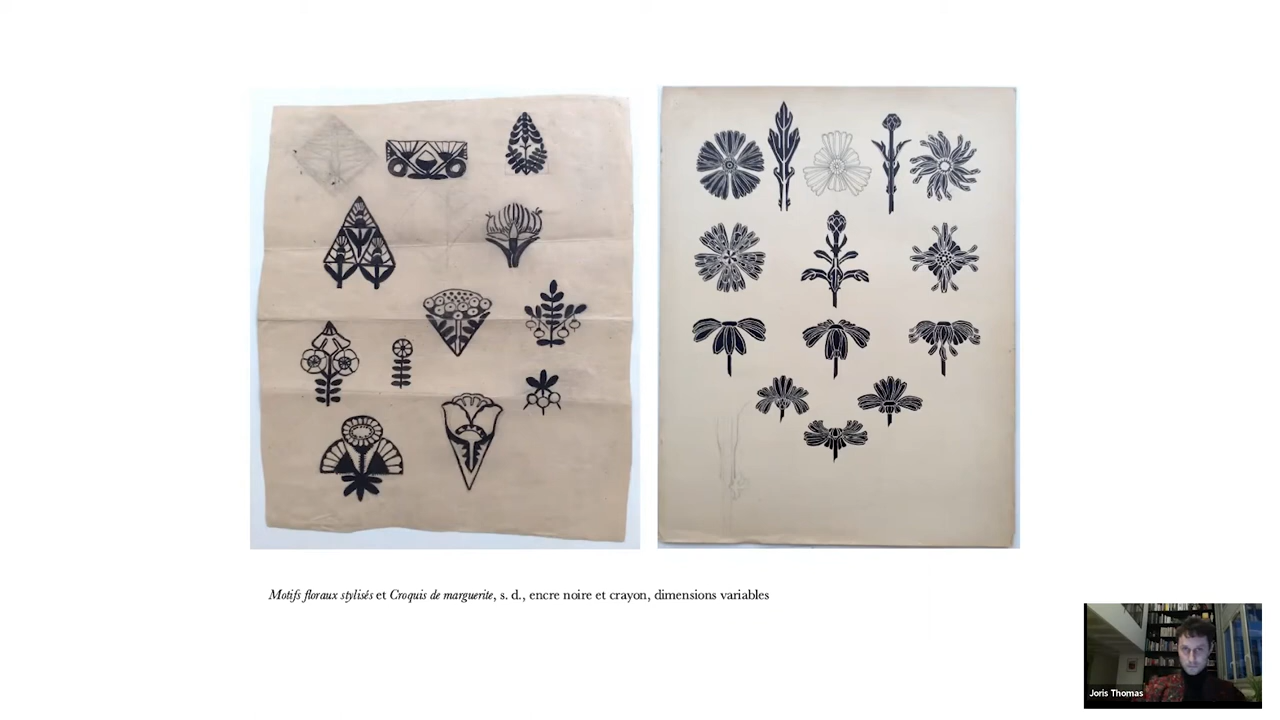 Motifs floraux stylisés et Croquis de marguerite, s. d., encre noire et crayon, dimensions variables
Joris Thomas